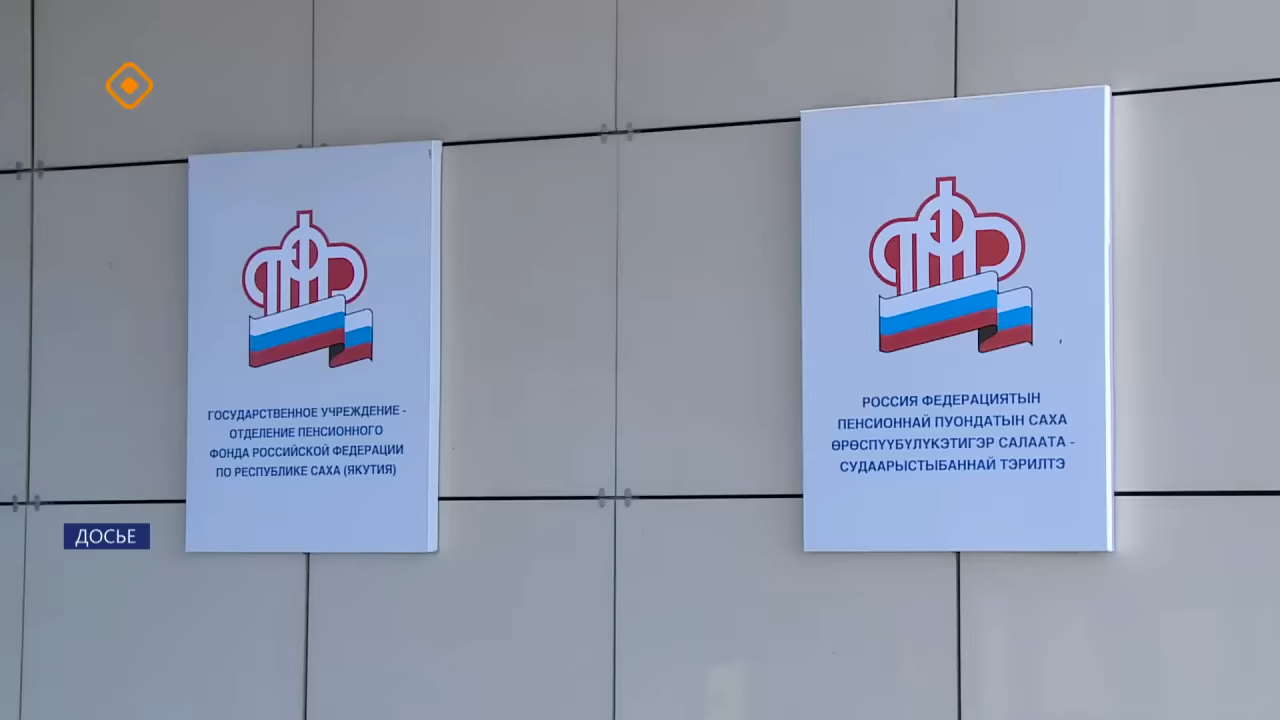 ГОСУДАРСТВЕННОЕ УЧРЕЖДЕНИЕ -
ОТДЕЛЕНИЕ ПЕНСИОННОГО
ФОНДА РОССИЙСКОЙ ФЕДЕРАЦИИ
ПО РЕСПУБЛИКЕ САХА (ЯКУТИЯ)
РОССИЯ ФЕДЕРАЦИЯТЫН
ПЕНСИОННАЙ ПУОНДАТЫН САХА
ӨРӨСПҮҮБҮЛҮКЭТИГЭР САЛААТА -
СУДААРЫСТЫБАННАЙ ТЭРИЛТЭ
ДОСЬЕ